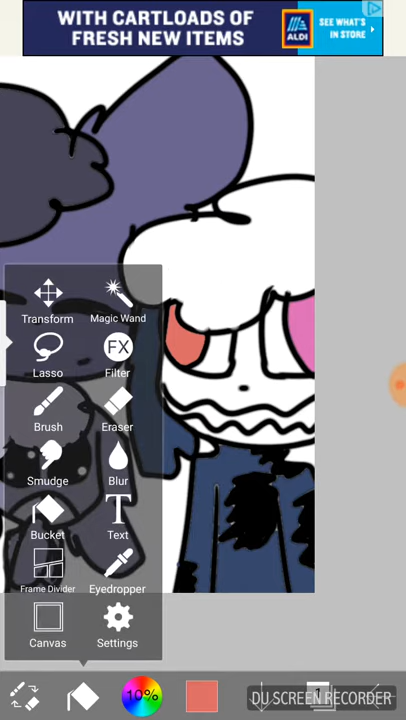 WITH CARTLOADS OF
FRESH NEW ITEMS
ALDI
SEE WHAT'S
IN STORE
Transform
Magic Wand
FX
Lasso
Filter
Brush
Eraser
Smudge
Blur
T
Bucket
Text
Frame Divider
Eyedropper
Canvas
Settings
10%
1
DU SCREEN RECORDER